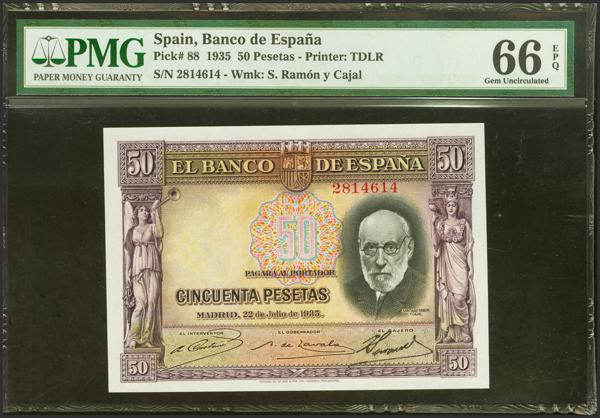 PMG
PAPER MONEY GUARANTY
Spain, Banco de España
Pick# 88 1935 50 Pesetas - Printer: TDLR
S/N 2814614 - Wmk: S. Ramón y Cajal
66 EPQ
Gem Uncirculated
50 50
EL BANCO DE ESPAÑA
2814614
50
PAGARÁ AL PORTADOR
CINCUENTA PESETAS
MADRID, 22 de Julio de 1935.
EL INTERVENTOR EL GOBERNADOR EL CAJERO
50 50